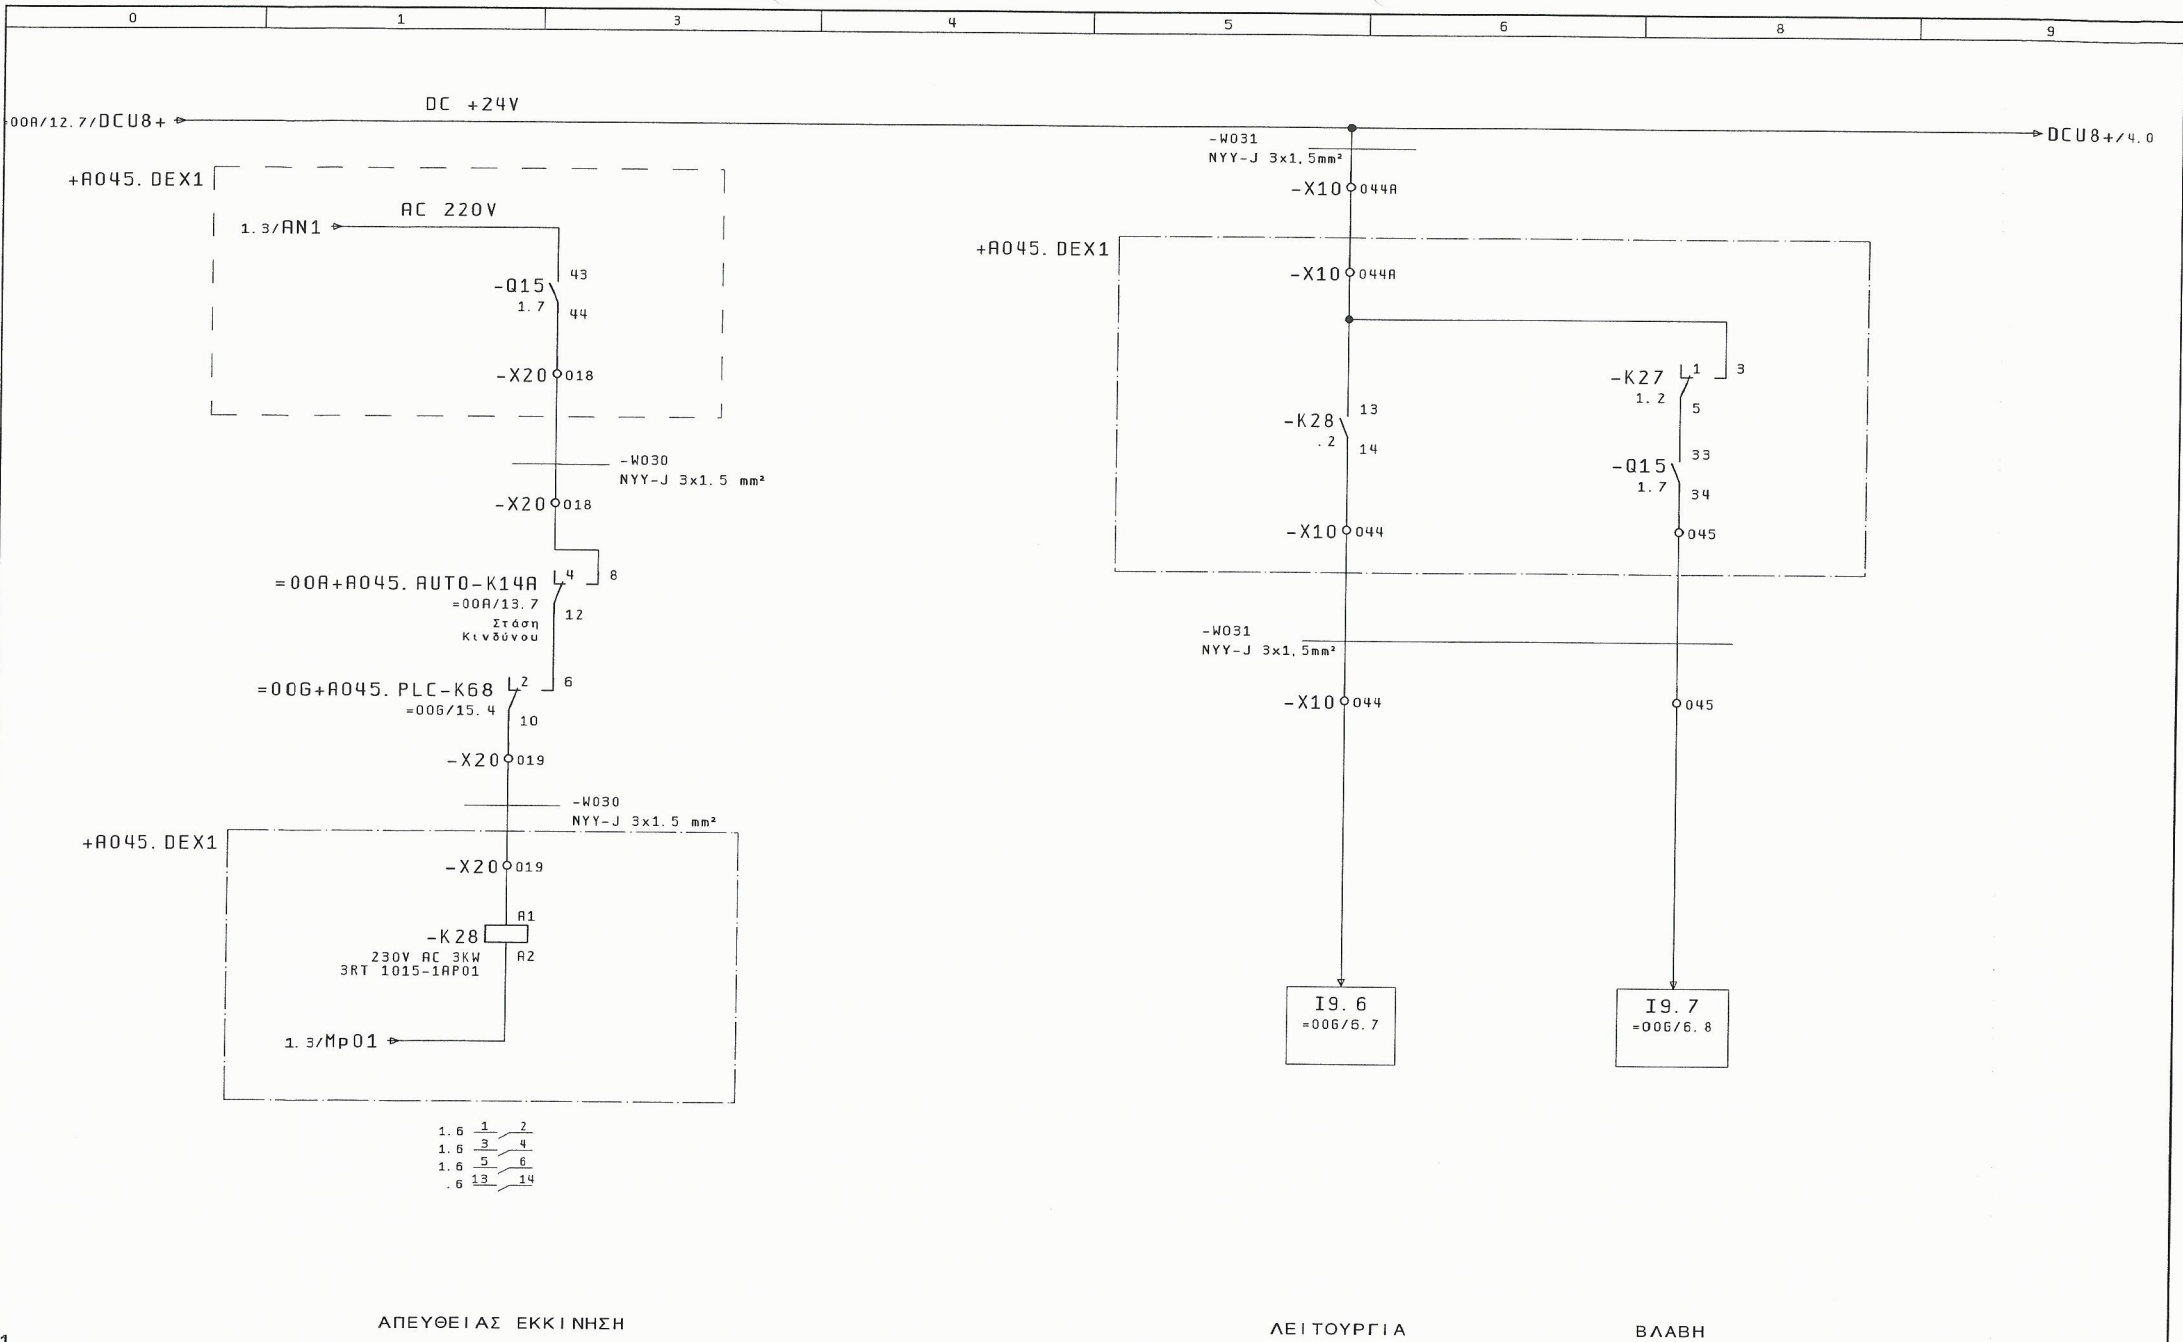 0 1 3 4 5 6 8 9
DC +24V
00A/12.7/DCU8+
DCU8+/4.0
+A045.DEX1
AC 220V
1.3/AN1
-Q15
1.7
43
44
-X20 018
-W030
NYY-J 3x1.5 mm²
-X20 018
=00A+A045.AUTO-K14A
=00A/13.7
Στάση
Κινδύνου
4 8
12
=00G+A045.PLC-K68
=00G/15.4
2 6
10
-X20 019
-W030
NYY-J 3x1.5 mm²
+A045.DEX1
-X20 019
A1
-K28
230V AC 3KW
3RT 1015-1AP01
A2
1.3/Mp01
1.6 1 2
1.6 3 4
1.6 5 6
.6 13 14
ΑΠΕΥΘΕΙΑΣ ΕΚΚΙΝΗΣΗ
-W031
NYY-J 3x1,5mm²
-X10 044A
+A045.DEX1
-X10 044A
-K28
.2
13
14
-K27
1.2
1 3
5
-Q15
1.7
33
34
-X10 044
045
-W031
NYY-J 3x1,5mm²
-X10 044
045
I9.6
=00G/6.7
I9.7
=00G/6.8
ΛΕΙΤΟΥΡΓΙΑ
ΒΛΑΒΗ